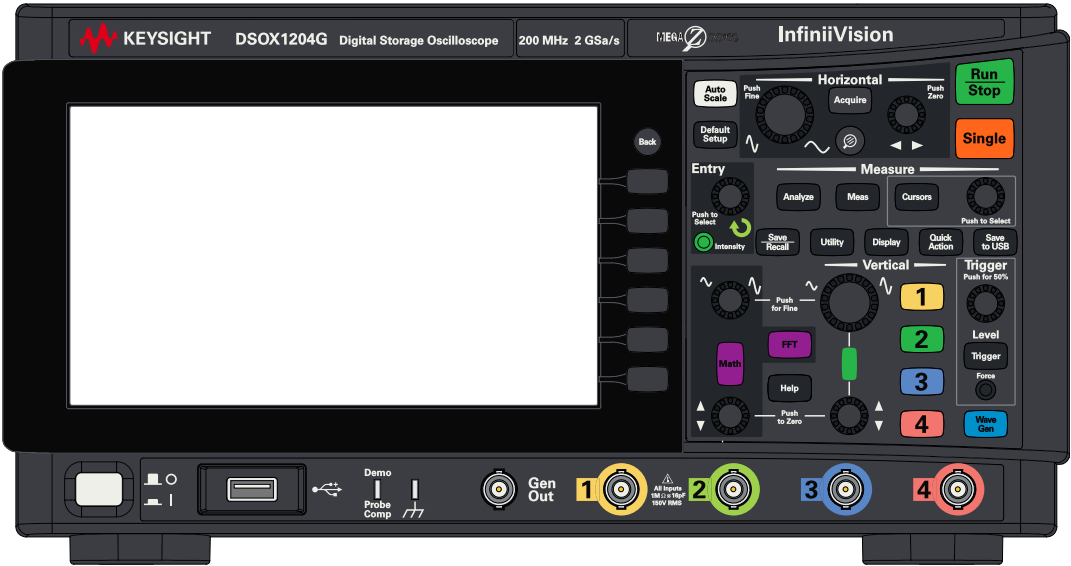 KEYSIGHT DSOX1204G Digital Storage Oscilloscope 200 MHz 2 GSa/s MEGA Z InfiniiVision
Horizontal
Run
Stop
Auto
Scale
Push
Fine
Acquire
Push
Zero
Default
Setup
Single
Back
Entry
Measure
Analyze
Meas
Cursors
Push to
Select
Push to Select
Intensity
Save
Recall
Utility
Display
Quick
Action
Save
to USB
Vertical
Trigger
Push for 50%
Push
for Fine
1
2
3
4
FFT
Math
Help
Level
Trigger
Force
Push
to Zero
Wave
Gen
Demo
Probe
Comp
Gen
Out
1
All Inputs
1MΩ≅16pF
150V RMS
2
3
4